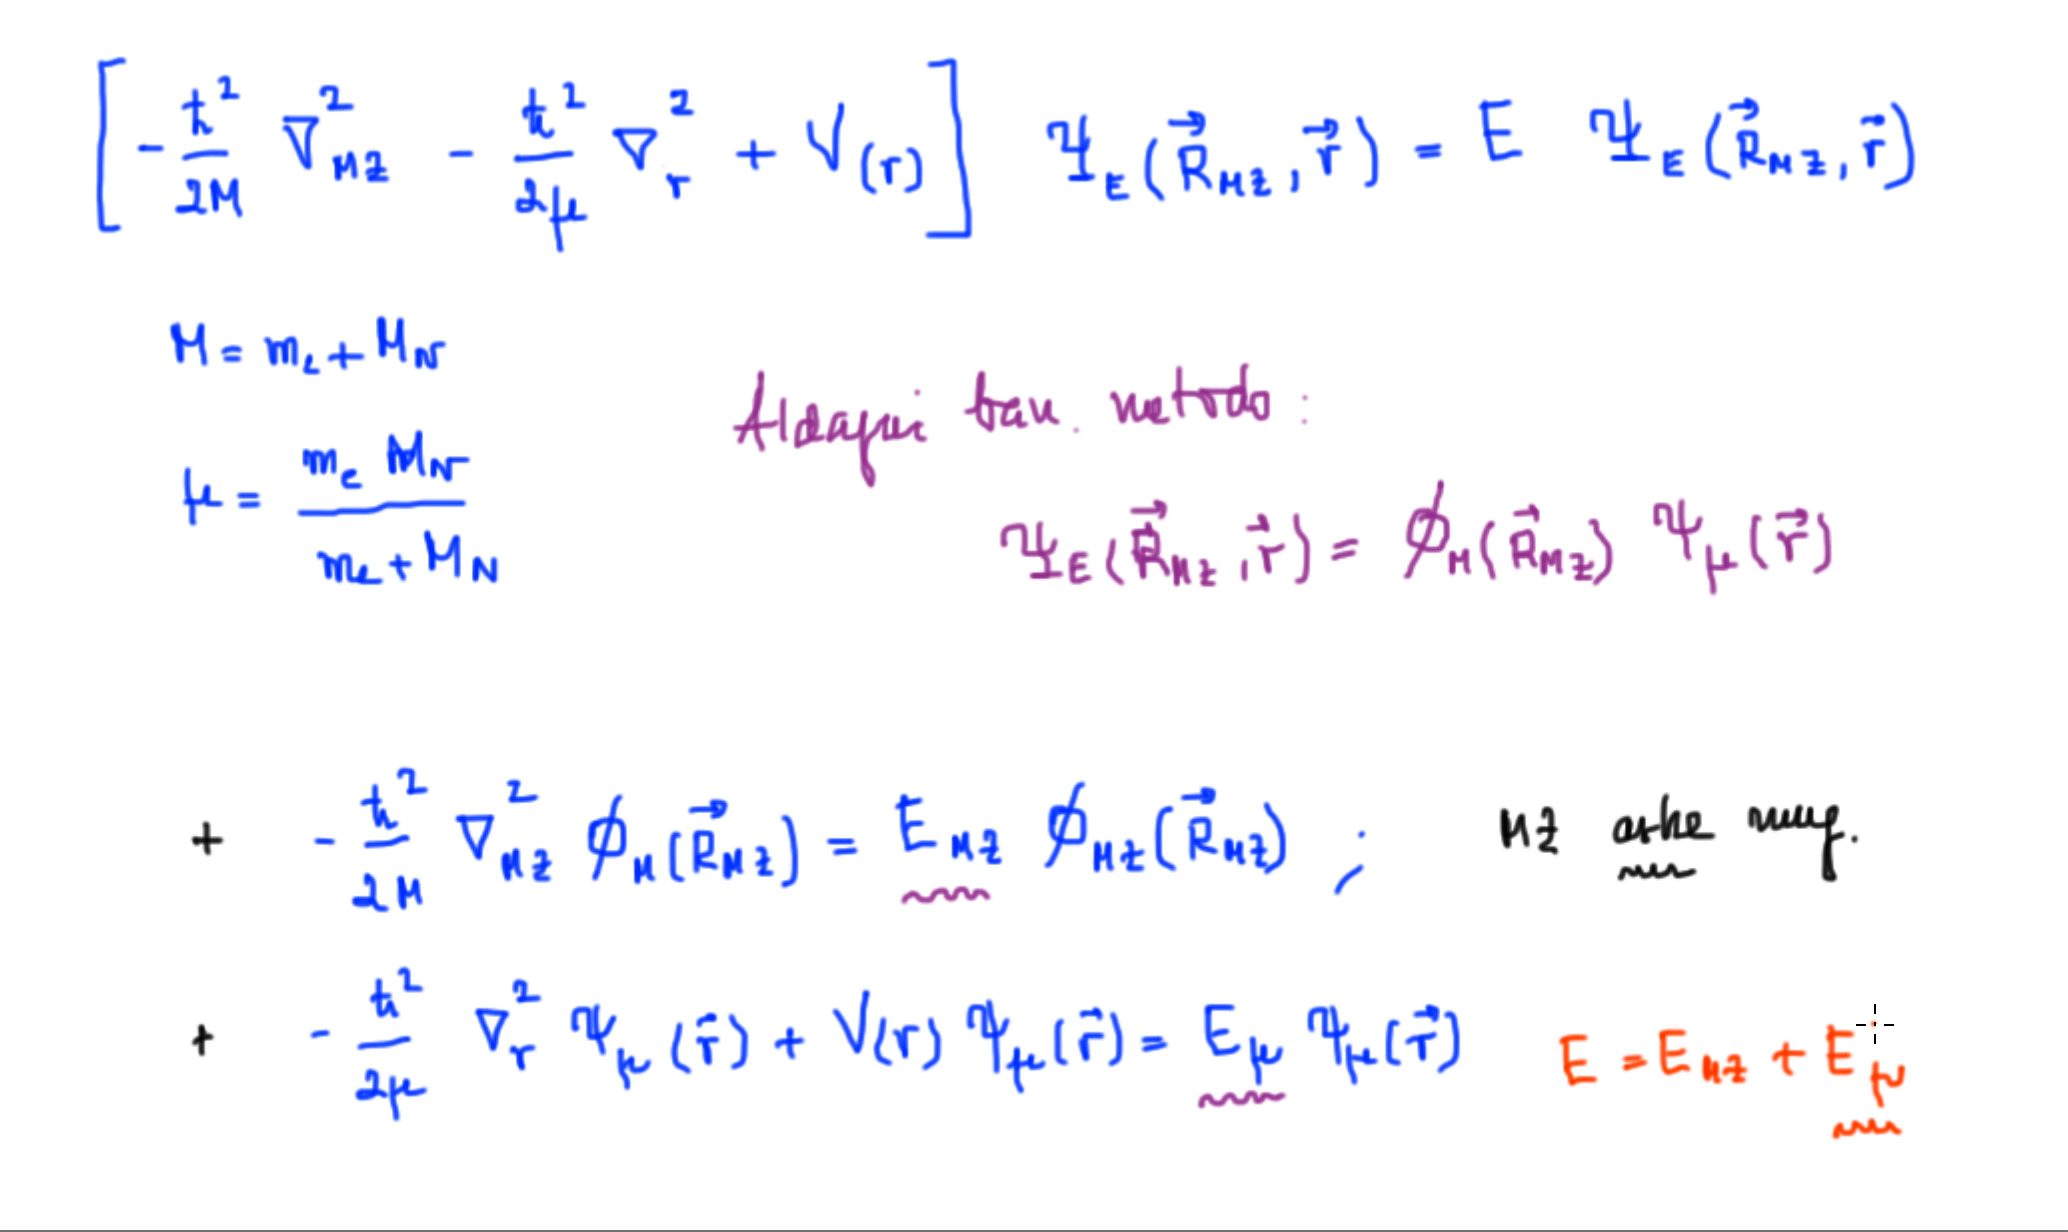 [ - ħ²/2M ∇²_MZ - ħ²/2μ ∇²_r + V(r) ] Ψ_E(R⃗_MZ, r⃗) = E Ψ_E(R⃗_MZ, r⃗)
M = m_e + M_N
Aldagai ban. metodo :
μ = m_e M_N / m_e + M_N
Ψ_E(R⃗_MZ, r⃗) = ϕ_M(R⃗_MZ) Ψ_μ(r⃗)
+ - ħ²/2M ∇²_MZ ϕ_M(R⃗_MZ) = E_MZ ϕ_MZ(R⃗_MZ) ; MZ aske mug.
+ - ħ²/2μ ∇²_r Ψ_μ(r⃗) + V(r) Ψ_μ(r⃗) = E_μ Ψ_μ(r⃗) E = E_MZ + E_μ